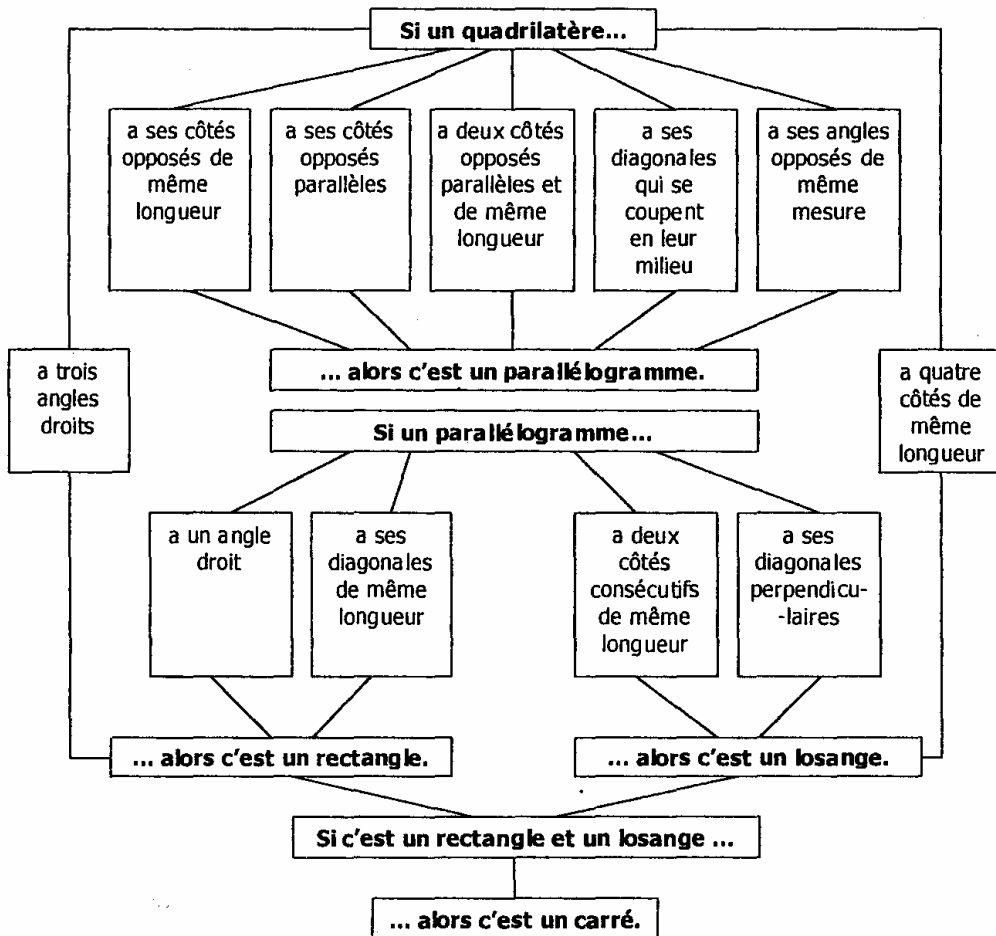 Si un quadrilatère...
a ses côtés
opposés de
même
longueur
a ses côtés
opposés
parallèles
a deux côtés
opposés
parallèles et
de même
longueur
a ses
diagonales
qui se
coupent
en leur
milieu
a ses angles
opposés de
même
mesure
a trois
angles
droits
... alors c'est un parallélogramme.
a quatre
côtés de
même
longueur
Si un parallélogramme...
a un angle
droit
a ses
diagonales
de même
longueur
a deux
côtés
consécutifs
de même
longueur
a ses
diagonales
perpendicu-
-laires
... alors c'est un rectangle.
... alors c'est un losange.
Si c'est un rectangle et un losange ...
... alors c'est un carré.